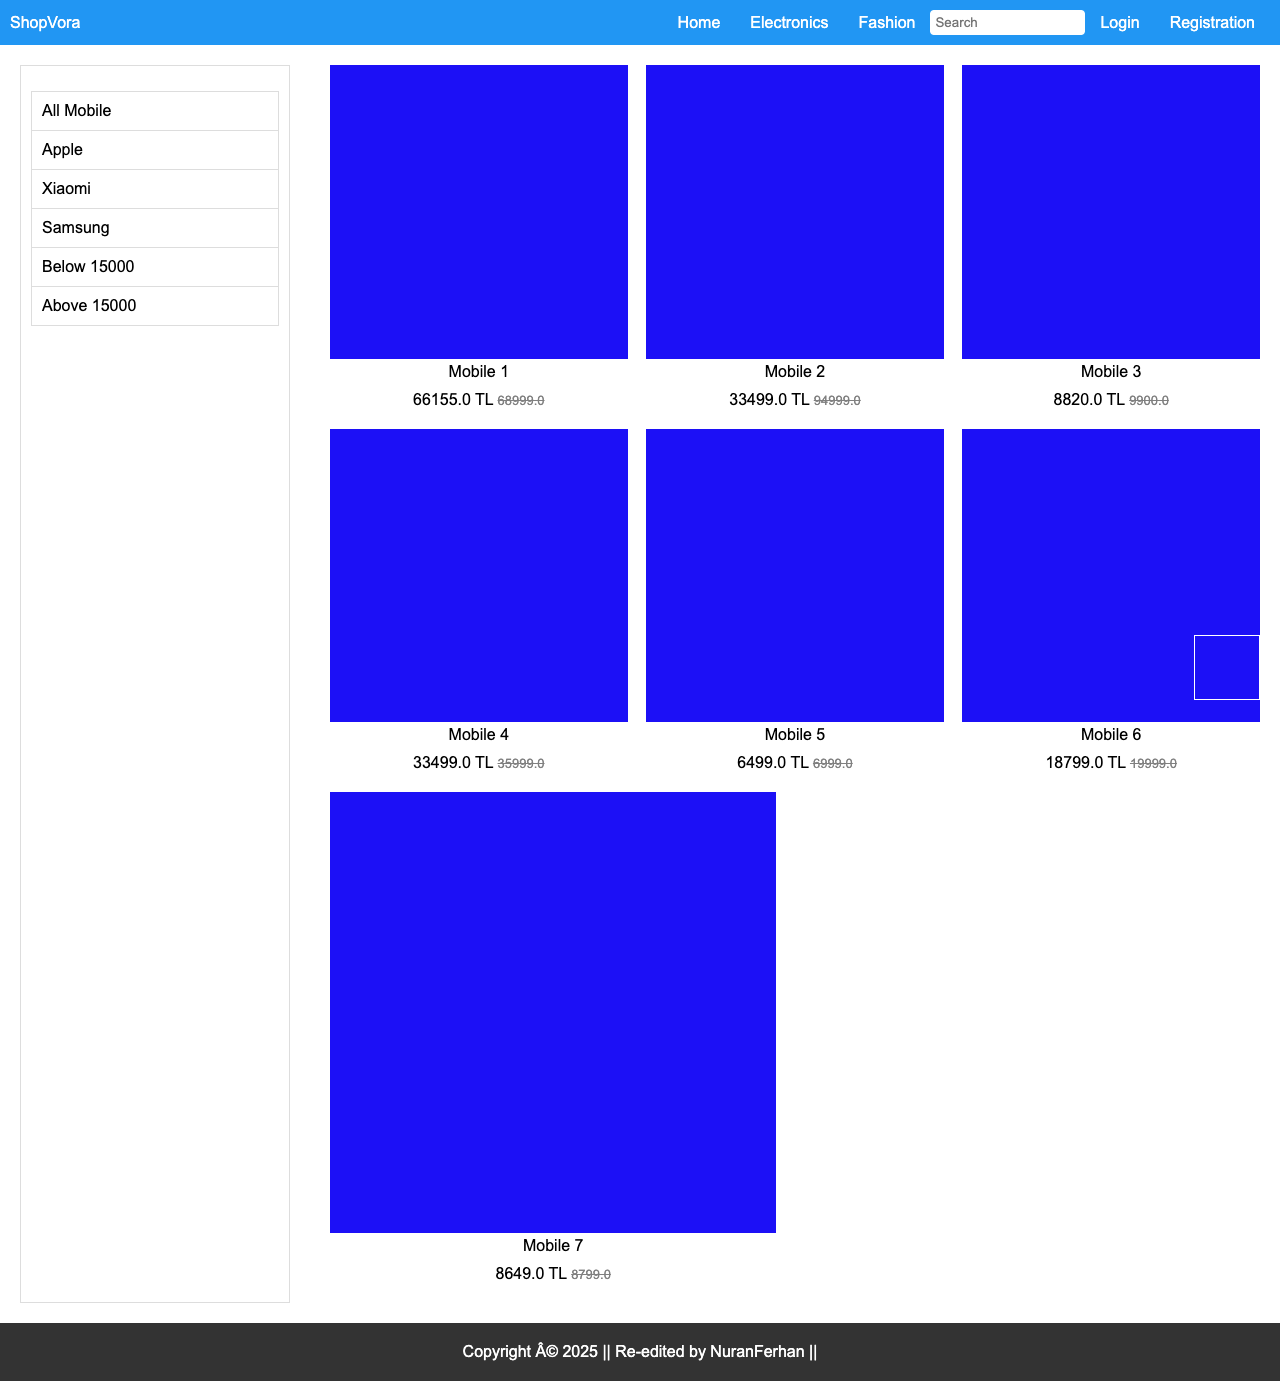 ShopVora Home Electronics Fashion Search Login Registration
All Mobile
Apple
Xiaomi
Samsung
Below 15000
Above 15000
Mobile 1
66155.0 TL 68999.0
Mobile 2
33499.0 TL 94999.0
Mobile 3
8820.0 TL 9900.0
Mobile 4
33499.0 TL 35999.0
Mobile 5
6499.0 TL 6999.0
Mobile 6
18799.0 TL 19999.0
Mobile 7
8649.0 TL 8799.0
Copyright Â© 2025 || Re-edited by NuranFerhan ||